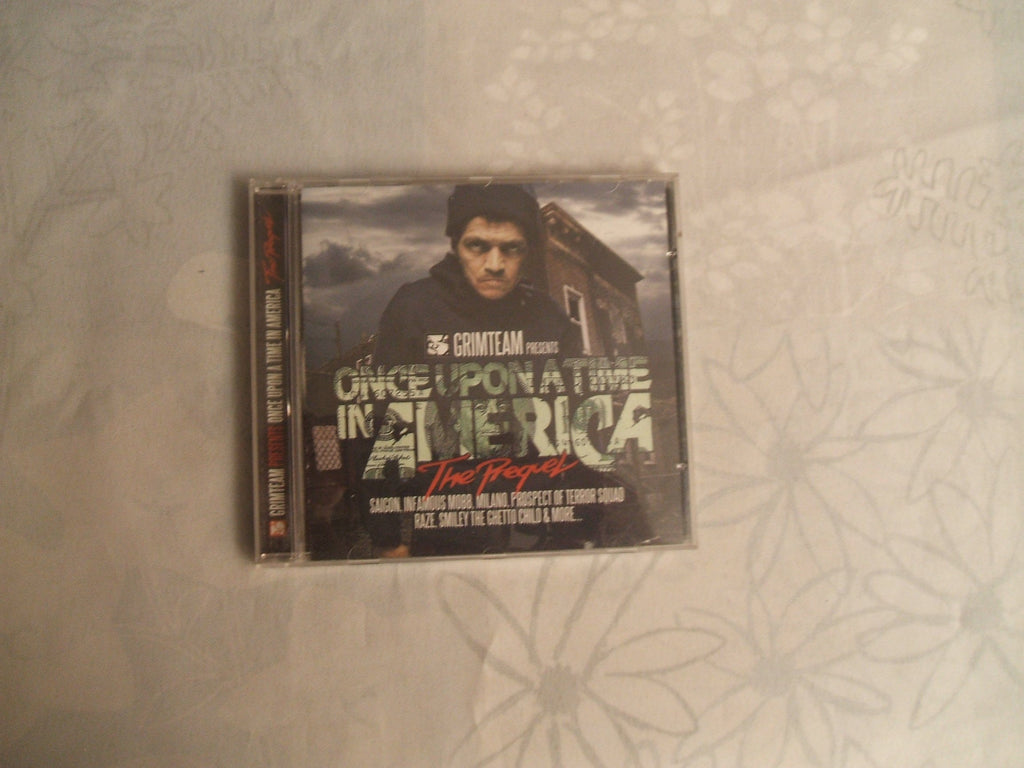 GRIMTEAM PRESENTS ONCE UPON A TIME IN AMERICA The Prequel
GRIMTEAM PRESENTS
ONCE UPON A TIME
IN AMERICA
The Prequel
SAIGON, INFAMOUS MOBB, MILANO, PROSPECT OF TERROR SQUAD
RAZE, SMILEY THE GHETTO CHILD & MORE...